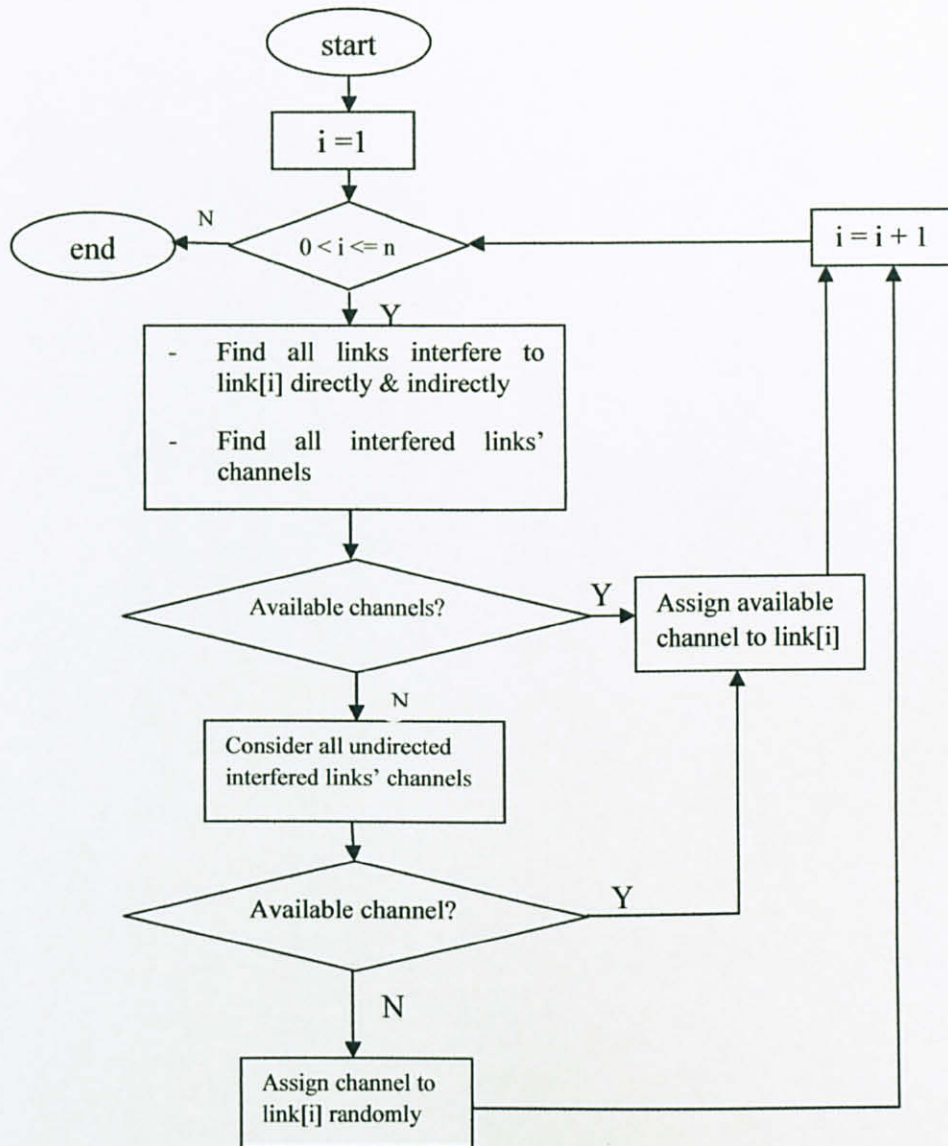 start
i =1
N
end
0 < i <= n
i = i + 1
Y
- Find all links interfere to
link[i] directly & indirectly
- Find all interfered links'
channels
Available channels?
Y
Assign available
channel to link[i]
N
Consider all undirected
interfered links' channels
Available channel?
Y
N
Assign channel to
link[i] randomly